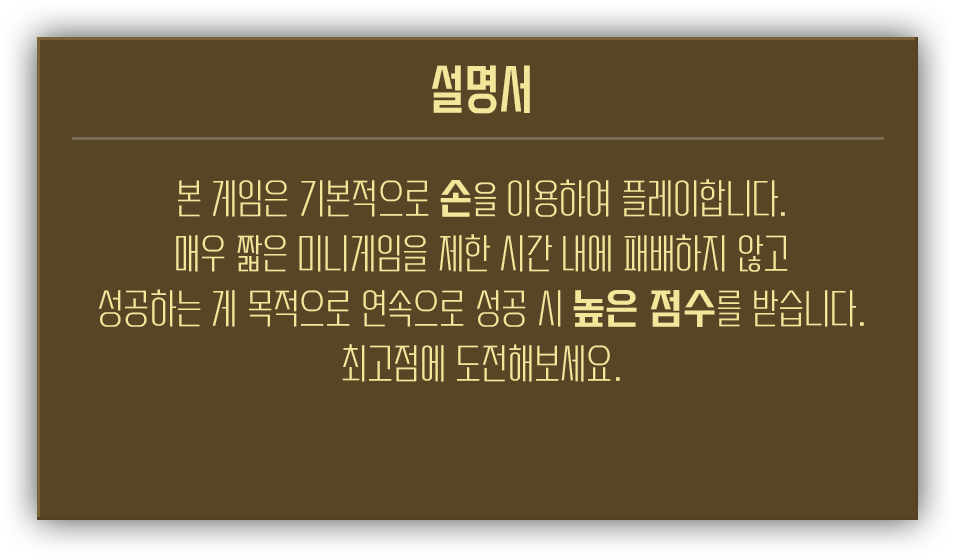 설명서
본 게임은 기본적으로 손을 이용하여 플레이합니다.
매우 짧은 미니게임을 제한 시간 내에 패배하지 않고
성공하는 게 목적으로 연속으로 성공 시 높은 점수를 받습니다.
최고점에 도전해보세요.